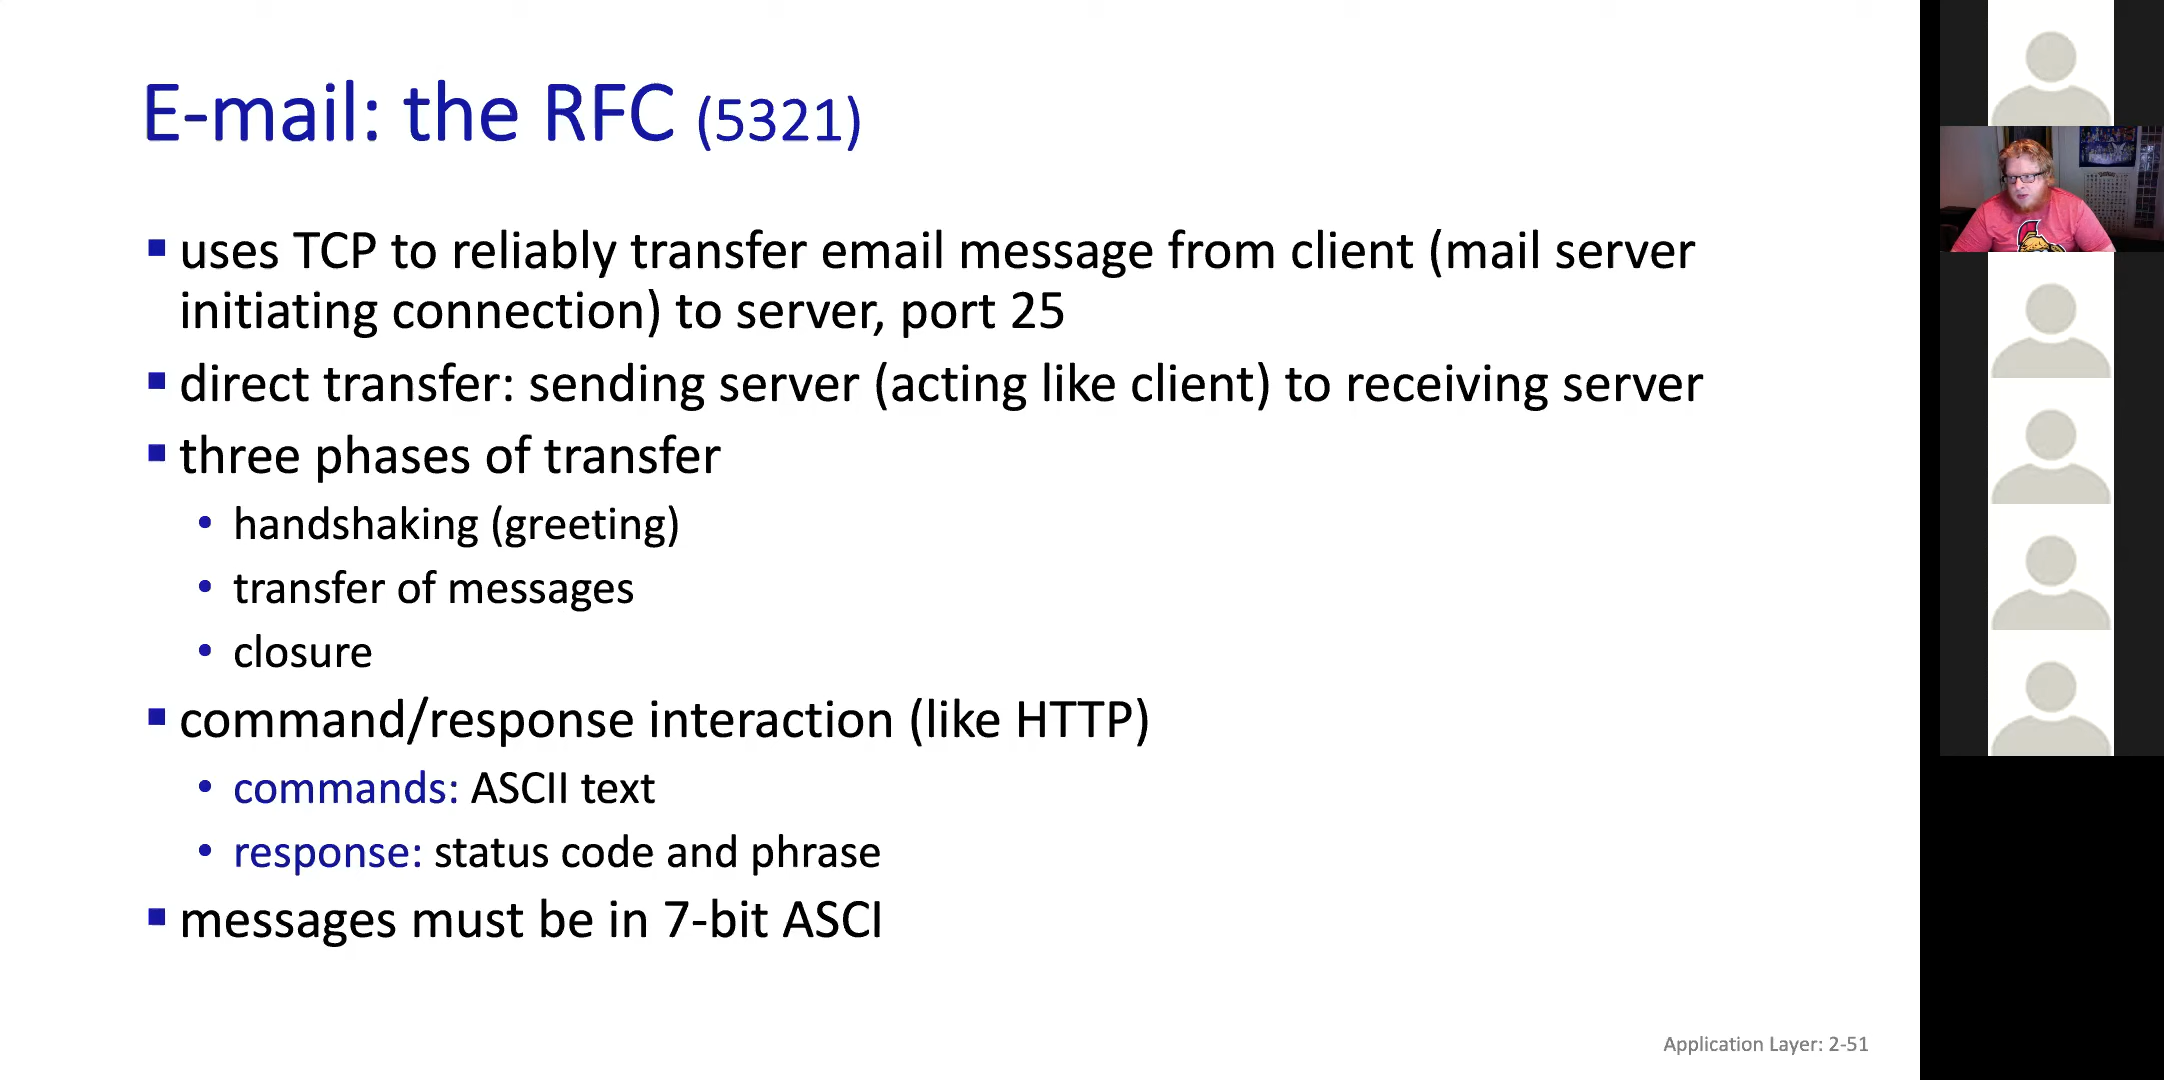 E-mail: the RFC (5321)
uses TCP to reliably transfer email message from client (mail server
initiating connection) to server, port 25
direct transfer: sending server (acting like client) to receiving server
three phases of transfer
• handshaking (greeting)
• transfer of messages
• closure
command/response interaction (like HTTP)
• commands: ASCII text
• response: status code and phrase
messages must be in 7-bit ASCI
Application Layer: 2-51